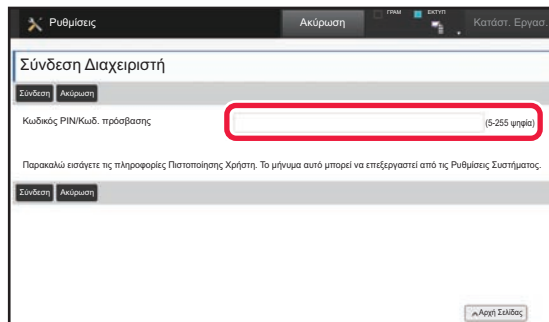 Ρυθμίσεις Ακύρωση ΓΡΑΜ ΕΚΤΥΠ Κατάστ. Εργασ.
Σύνδεση Διαχειριστή
Σύνδεση Ακύρωση
Κωδικός PIN/Κωδ. πρόσβασης (5-255 ψηφία)
Παρακαλώ εισάγετε τις πληροφορίες Πιστοποίησης Χρήστη. Το μήνυμα αυτό μπορεί να επεξεργαστεί από τις Ρυθμίσεις Συστήματος.
Σύνδεση Ακύρωση
Αρχή Σελίδας